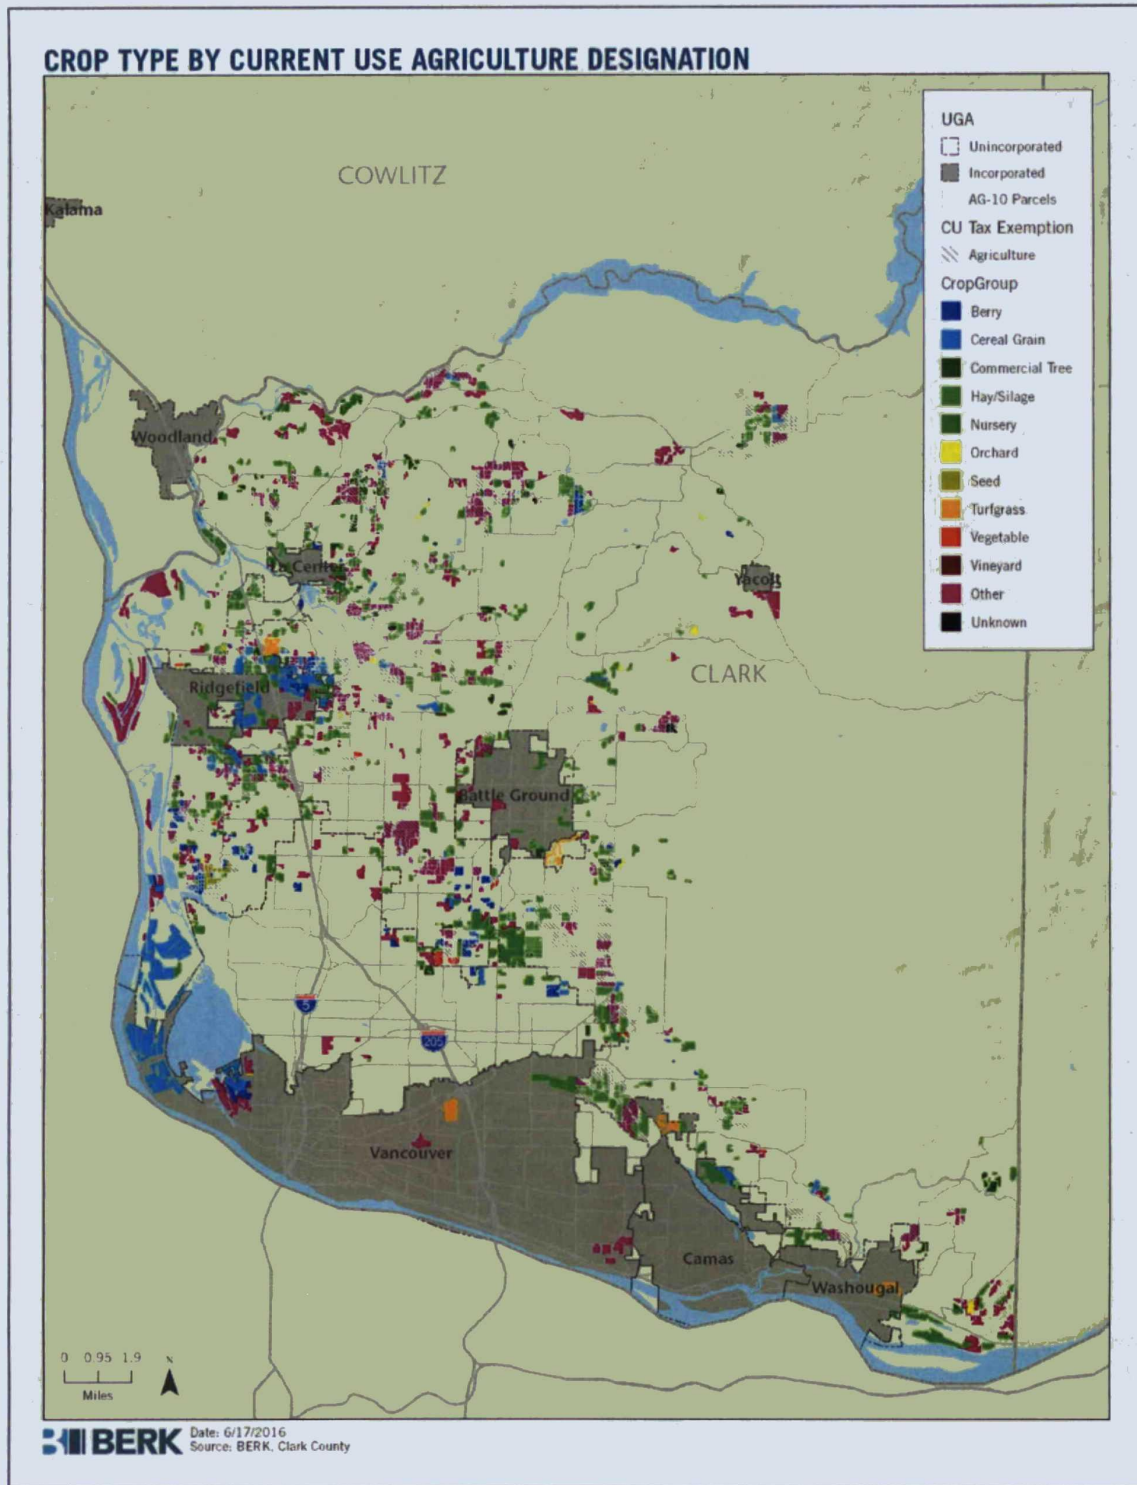 CROP TYPE BY CURRENT USE AGRICULTURE DESIGNATION
UGA
Unincorporated
Incorporated
AG-10 Parcels
CU Tax Exemption
Agriculture
CropGroup
Berry
Cereal Grain
Commercial Tree
Hay/Silage
Nursery
Orchard
Seed
Turfgrass
Vegetable
Vineyard
Other
Unknown
COWLITZ
Kalama
Woodland
La Center
Yacolt
CLARK
Ridgefield
Battle Ground
5
205
Vancouver
Camas
Washougal
0 0.95 1.9
Miles
N
BERK
Date: 6/17/2016
Source: BERK, Clark County